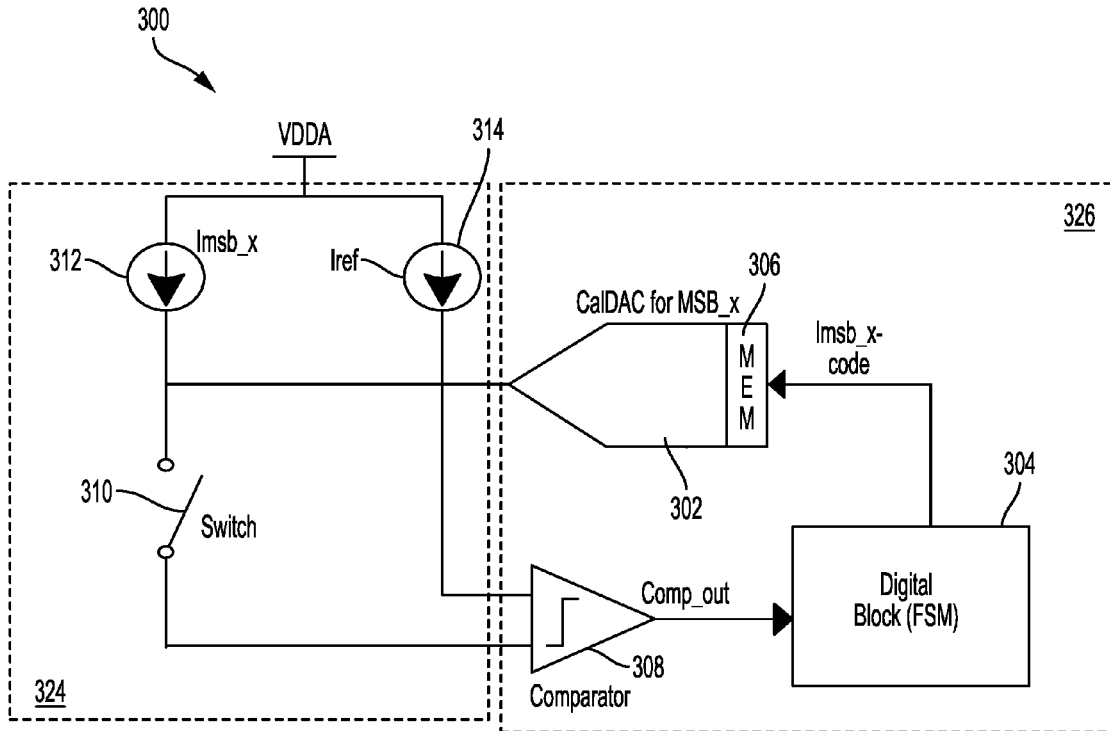 300
VDDA
314
326
Imsb_x
312
Iref
306
CalDAC for MSB_x
M
E
M
Imsb_x-
code
310
302
304
Switch
Comp_out
Digital
Block (FSM)
308
324
Comparator